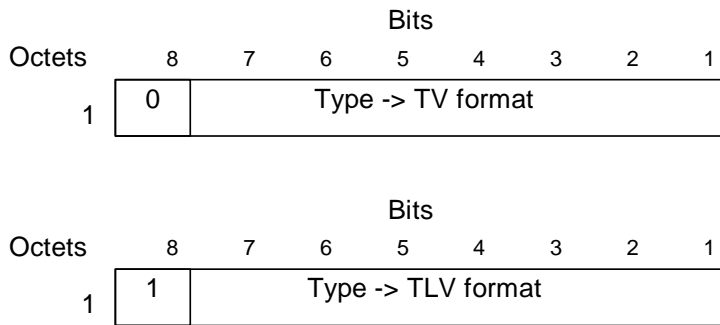 Bits
Octets 8 7 6 5 4 3 2 1
1 0 Type -> TV format
Bits
Octets 8 7 6 5 4 3 2 1
1 1 Type -> TLV format